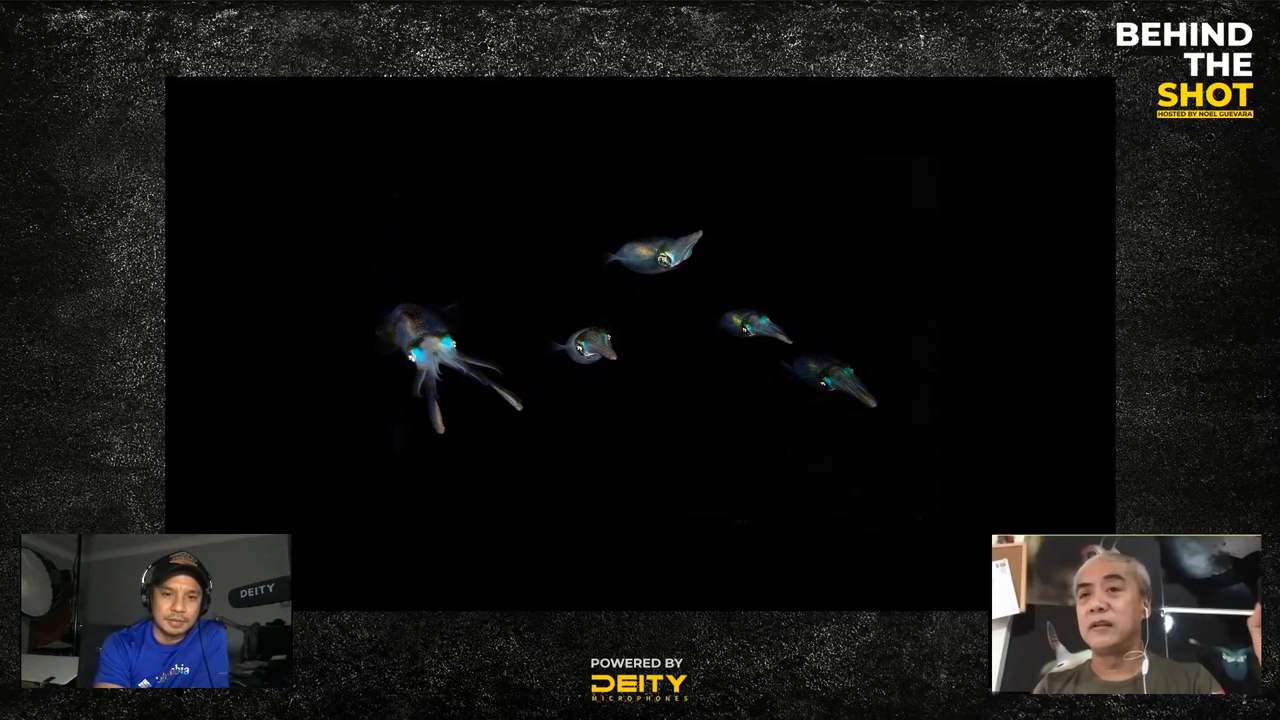 BEHIND
THE
SHOT
HOSTED BY NOEL GUEVARA
DEITY
POWERED BY
DEITY
MICROPHONES